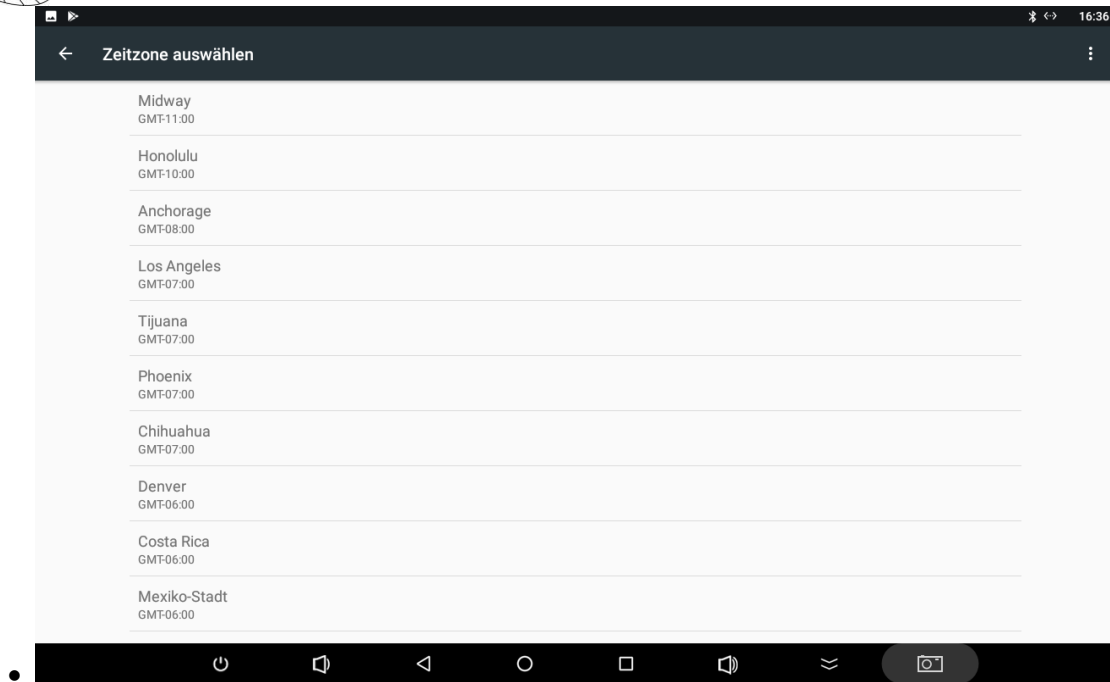 16:36
Zeitzone auswählen
Midway
GMT-11:00
Honolulu
GMT-10:00
Anchorage
GMT-08:00
Los Angeles
GMT-07:00
Tijuana
GMT-07:00
Phoenix
GMT-07:00
Chihuahua
GMT-07:00
Denver
GMT-06:00
Costa Rica
GMT-06:00
Mexiko-Stadt
GMT-06:00